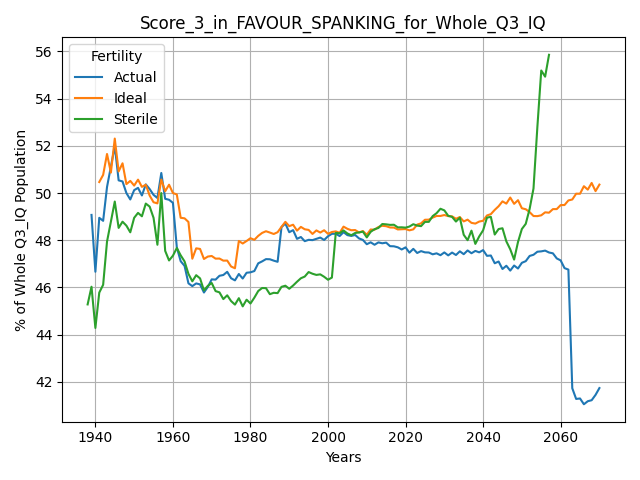 Score_3_in_FAVOUR_SPANKING_for_Whole_Q3_IQ
Fertility
Actual
Ideal
Sterile
% of Whole Q3_IQ Population
56
54
52
50
48
46
44
42
1940 1960 1980 2000 2020 2040 2060
Years